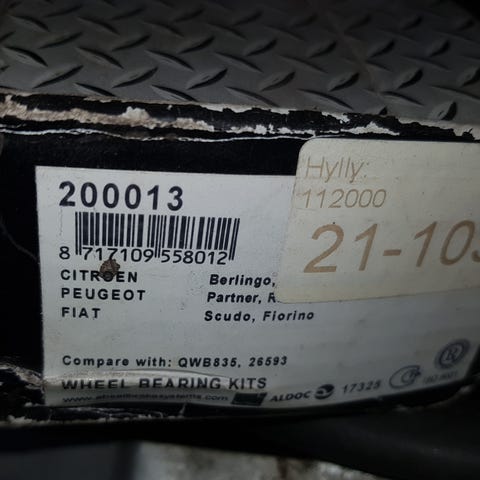 200013
8 717109 558012
CITROEN Berlingo,
PEUGEOT Partner,
FIAT Scudo, Fiorino
Compare with: QWB835, 26593
WHEEL BEARING KITS
ALDOC 17325
Hylly:
112000
21-103